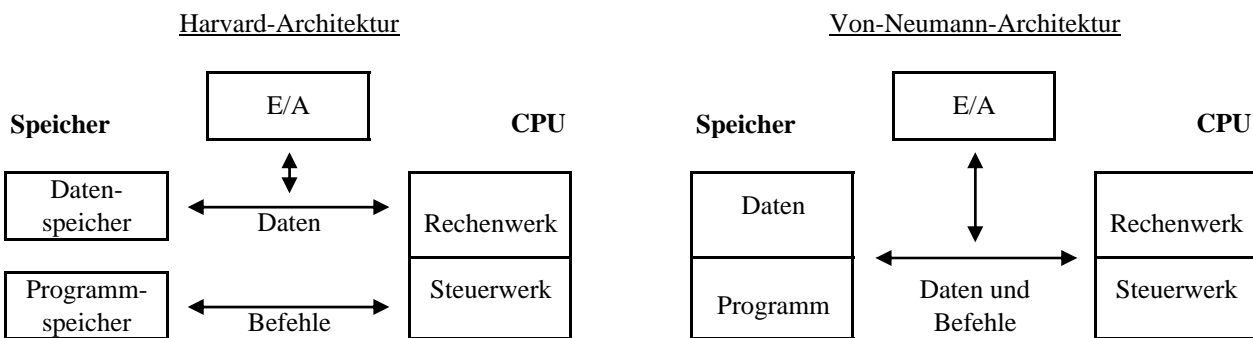 Harvard-Architektur
E/A
Speicher
CPU
Daten-
speicher
Daten
Rechenwerk
Programm-
speicher
Befehle
Steuerwerk
Von-Neumann-Architektur
E/A
Speicher
CPU
Daten
Rechenwerk
Programm
Daten und
Befehle
Steuerwerk